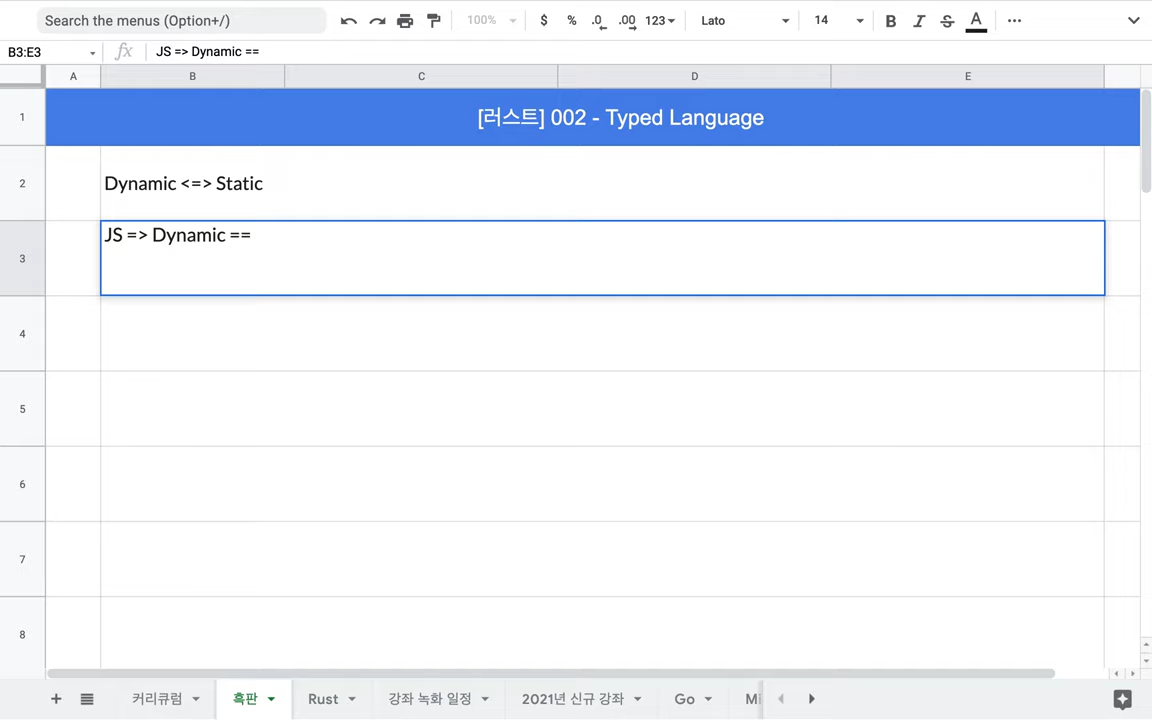 Search the menus (Option+/)
100%
$ % .0 .00 123
Lato
14
B I S A
B3:E3
fx
JS => Dynamic ==
A B C D E
1
[러스트] 002 - Typed Language
2
Dynamic <=> Static
3
JS => Dynamic ==
4
5
6
7
8
커리큐럼
흑판
Rust
강좌 녹화 일정
2021년 신규 강좌
Go
Mi